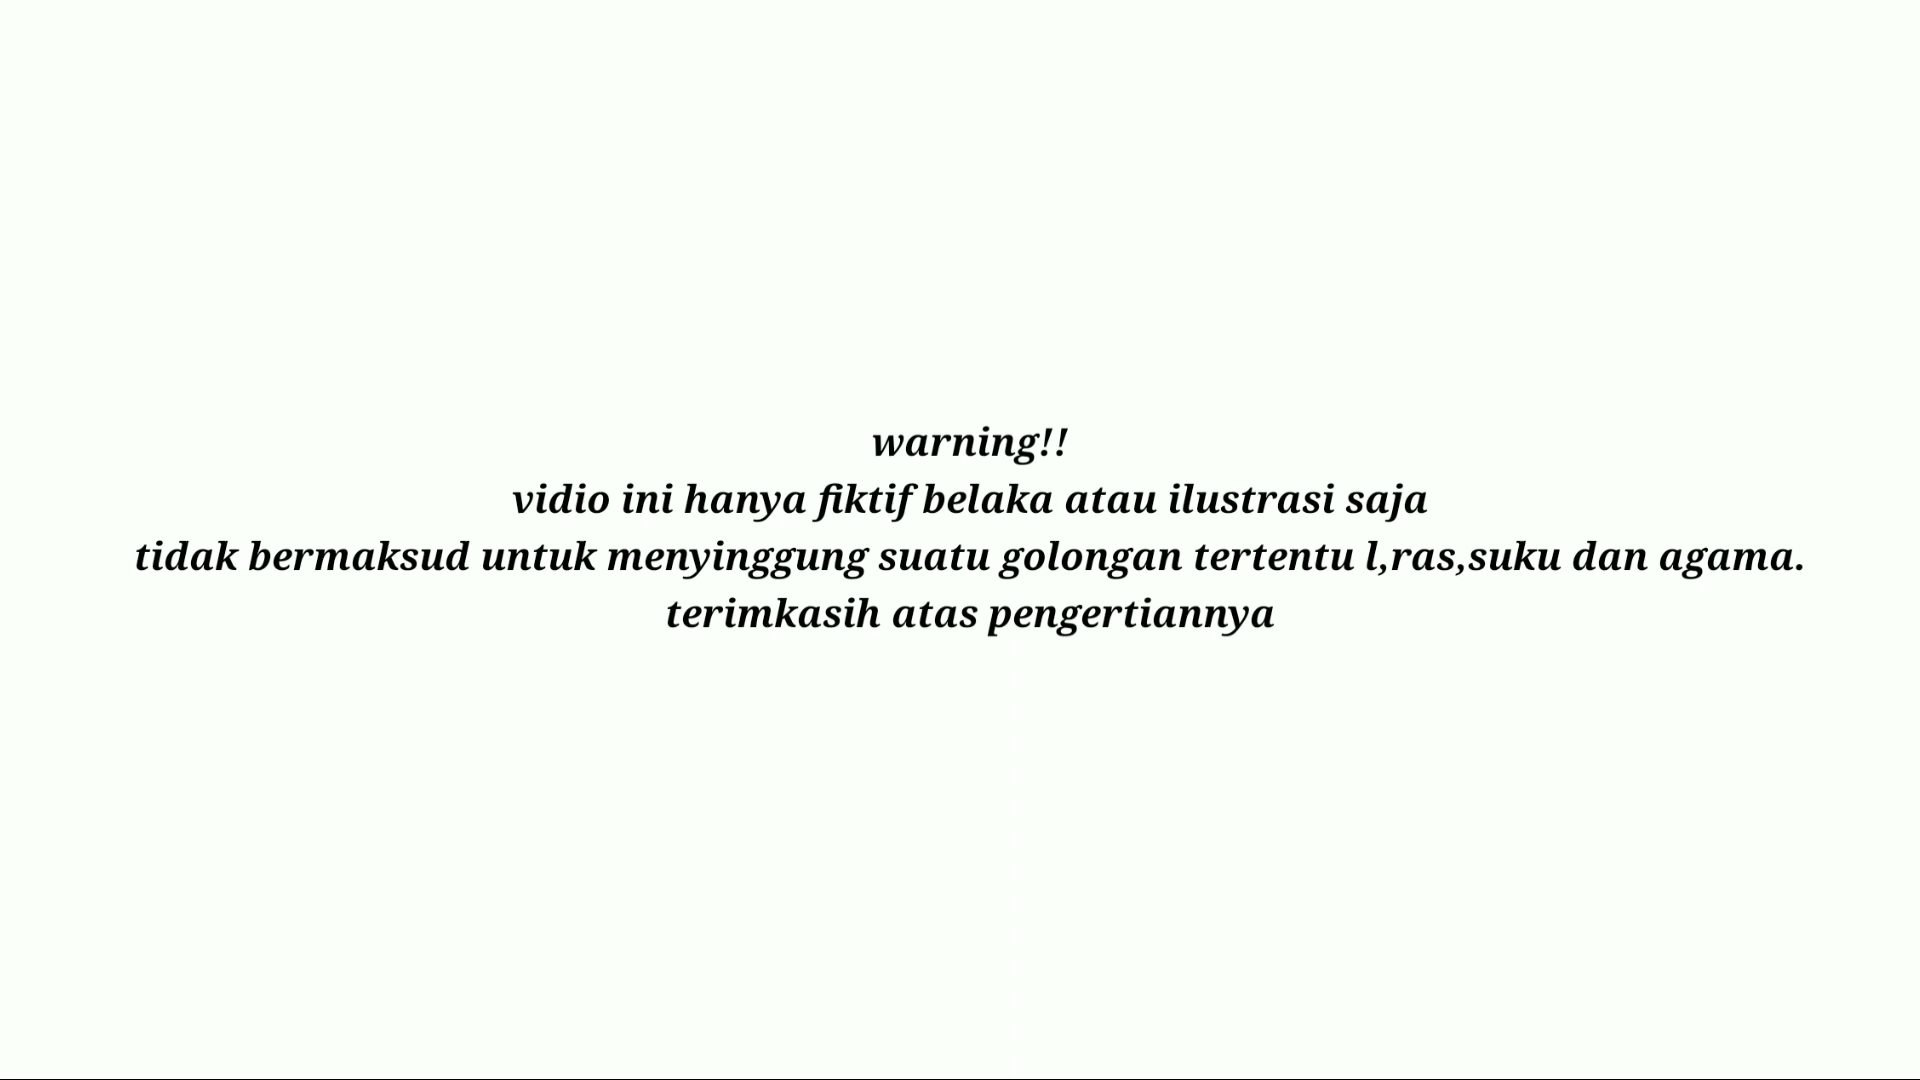 warning!!
vidio ini hanya fiktif belaka atau ilustrasi saja
tidak bermaksud untuk menyinggung suatu golongan tertentu l,ras,suku dan agama.
terimkasih atas pengertiannya